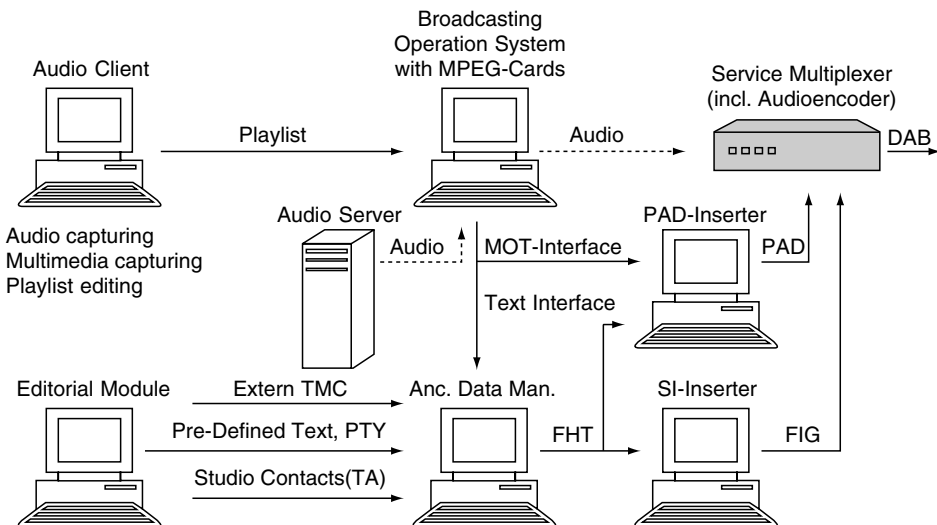 Broadcasting
Operation System
with MPEG-Cards
Audio Client
Service Multiplexer
(incl. Audioencoder)
Playlist
Audio
DAB
Audio capturing
Multimedia capturing
Playlist editing
Audio Server
Audio
MOT-Interface
PAD-Inserter
PAD
Text Interface
Editorial Module
Extern TMC
Anc. Data Man.
SI-Inserter
Pre-Defined Text, PTY
FHT
FIG
Studio Contacts(TA)